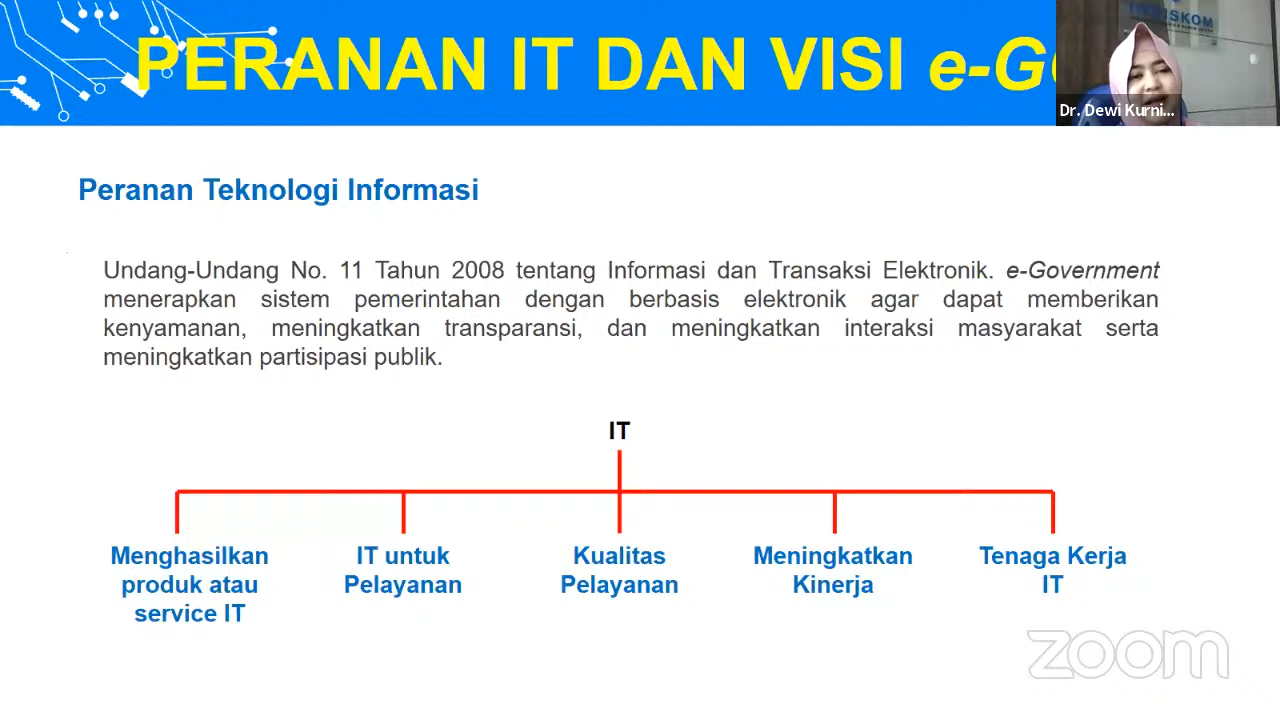 PERANAN IT DAN VISI e-G
Dr. Dewi Kurni...
Peranan Teknologi Informasi
Undang-Undang No. 11 Tahun 2008 tentang Informasi dan Transaksi Elektronik. e-Government
menerapkan sistem pemerintahan dengan berbasis elektronik agar dapat memberikan
kenyamanan, meningkatkan transparansi, dan meningkatkan interaksi masyarakat serta
meningkatkan partisipasi publik.
IT
Menghasilkan
produk atau
service IT
IT untuk
Pelayanan
Kualitas
Pelayanan
Meningkatkan
Kinerja
Tenaga Kerja
IT
zoom